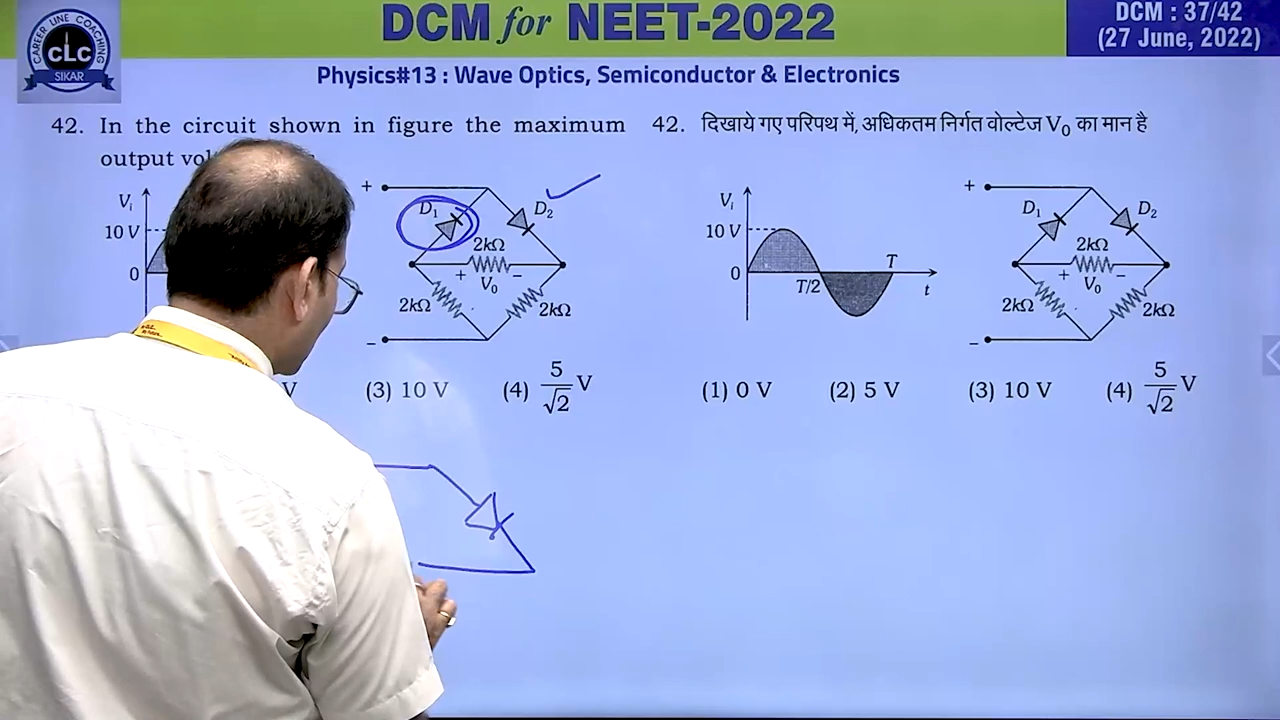 DCM for NEET-2022
DCM : 37/42
(27 June, 2022)
CAREER LINE COACHING
CLC
SIKAR
Physics#13 : Wave Optics, Semiconductor & Electronics
42. In the circuit shown in figure the maximum
output
Vi
10 V
0
+
D1
D2
2kΩ
+ V0 −
2kΩ
2kΩ
−
V
(3) 10 V
(4) 5/√2 V
42. दिखाये गए परिपथ में, अधिकतम निर्गत वोल्टेज V0 का मान है
Vi
10 V
0
T/2
T
t
+
D1
D2
2kΩ
+ V0 −
2kΩ
2kΩ
−
(1) 0 V
(2) 5 V
(3) 10 V
(4) 5/√2 V